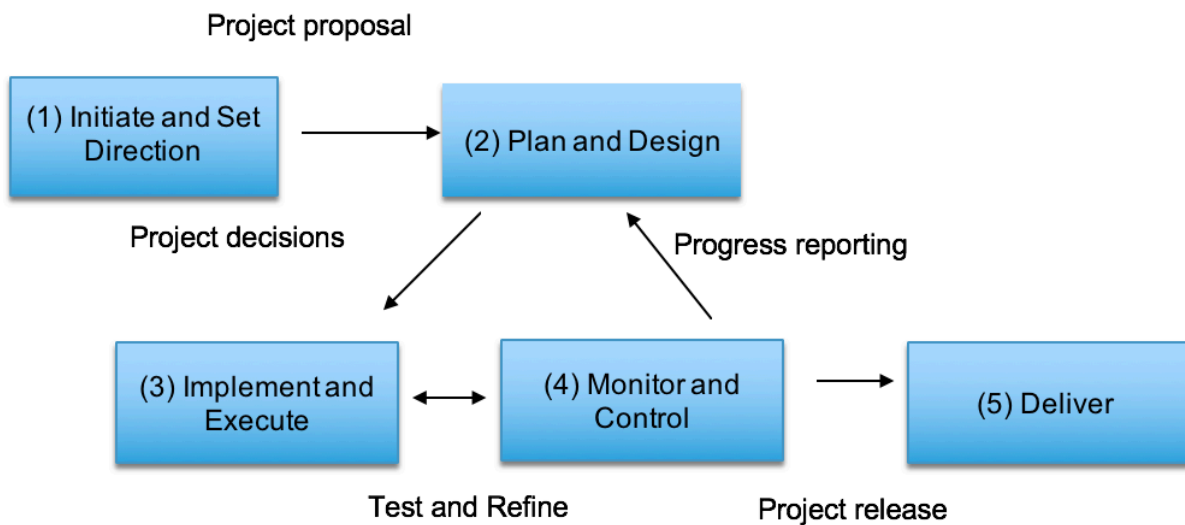 Project proposal
(1) Initiate and Set
Direction
(2) Plan and Design
Project decisions
Progress reporting
(3) Implement and
Execute
(4) Monitor and
Control
(5) Deliver
Test and Refine
Project release